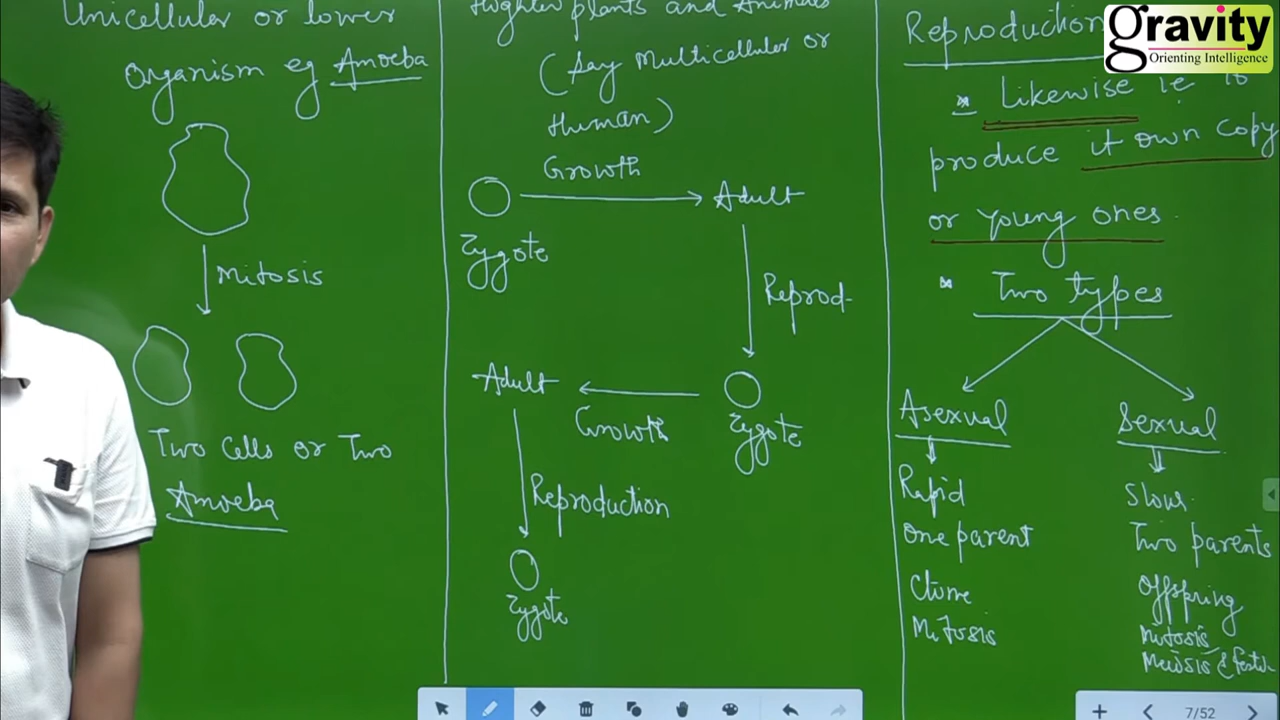 Unicellular or lower
Organism eg Amoeba
Mitosis
Two Cells or Two
Amoeba
Higher plants and Animals
(Say Multicellular or
Human)
Growth
Zygote
Adult
Reprod-
Zygote
Growth
Adult
Reproduction
Zygote
Reproduction
* Likewise ie to
produce it own copy
or young ones.
Two types
Asexual
Rapid
One parent
Clone
Mitosis
Sexual
Slow
Two parents
Offspring
Mitosis
Meiosis &
gravity
Orienting Intelligence
7/52